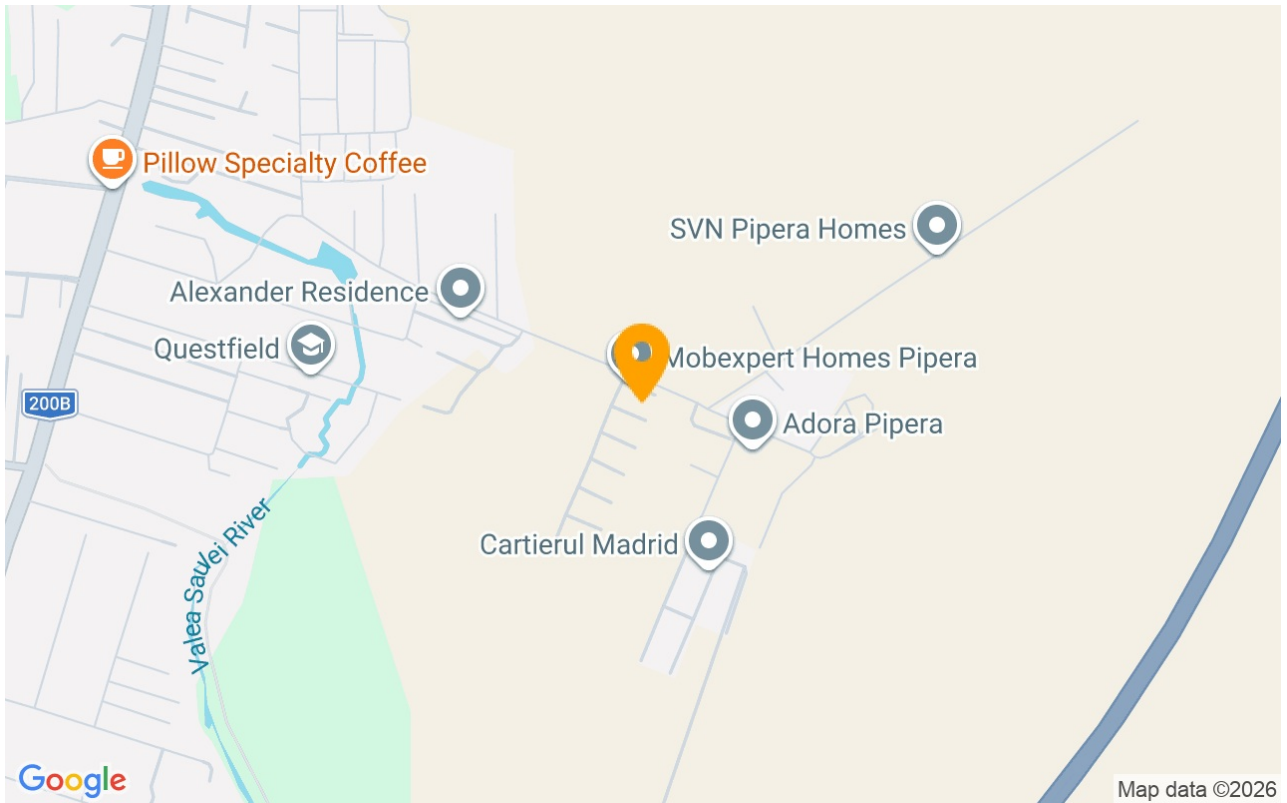 Pillow Specialty Coffee
SVN Pipera Homes
Alexander Residence
Questfield
Mobexpert Homes Pipera
200B
Adora Pipera
Cartierul Madrid
Valea Saulei River
Google
Map data ©2026